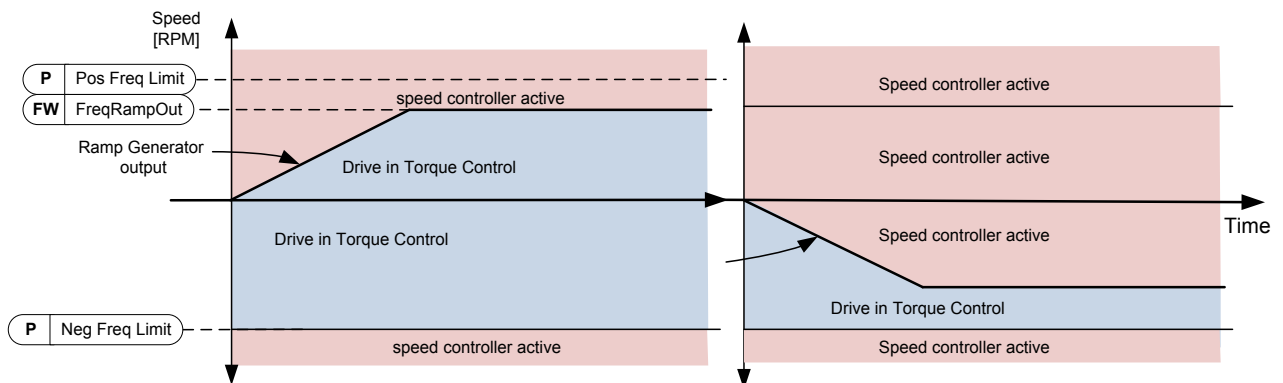 Speed
[RPM]
P Pos Freq Limit
FW FreqRampOut
speed controller active
Ramp Generator
output
Drive in Torque Control
Drive in Torque Control
P Neg Freq Limit
speed controller active
Speed controller active
Speed controller active
Time
Speed controller active
Drive in Torque Control
Speed controller active